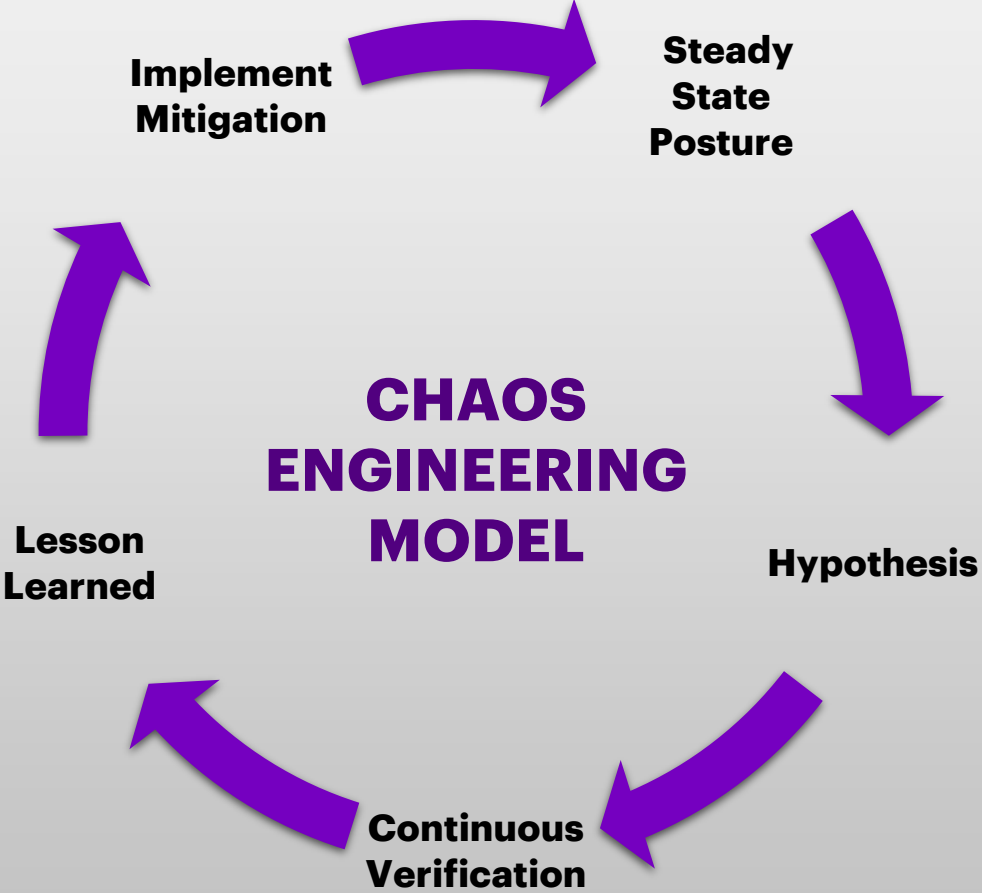 Implement
Mitigation
Steady
State
Posture
CHAOS
ENGINEERING
MODEL
Lesson
Learned
Hypothesis
Continuous
Verification